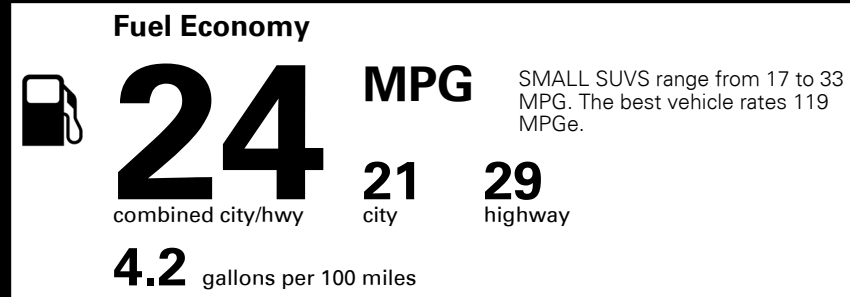 Fuel Economy
24
MPG
SMALL SUVS range from 17 to 33
MPG. The best vehicle rates 119
MPGe.
21
29
combined city/hwy
city
highway
4.2 gallons per 100 miles